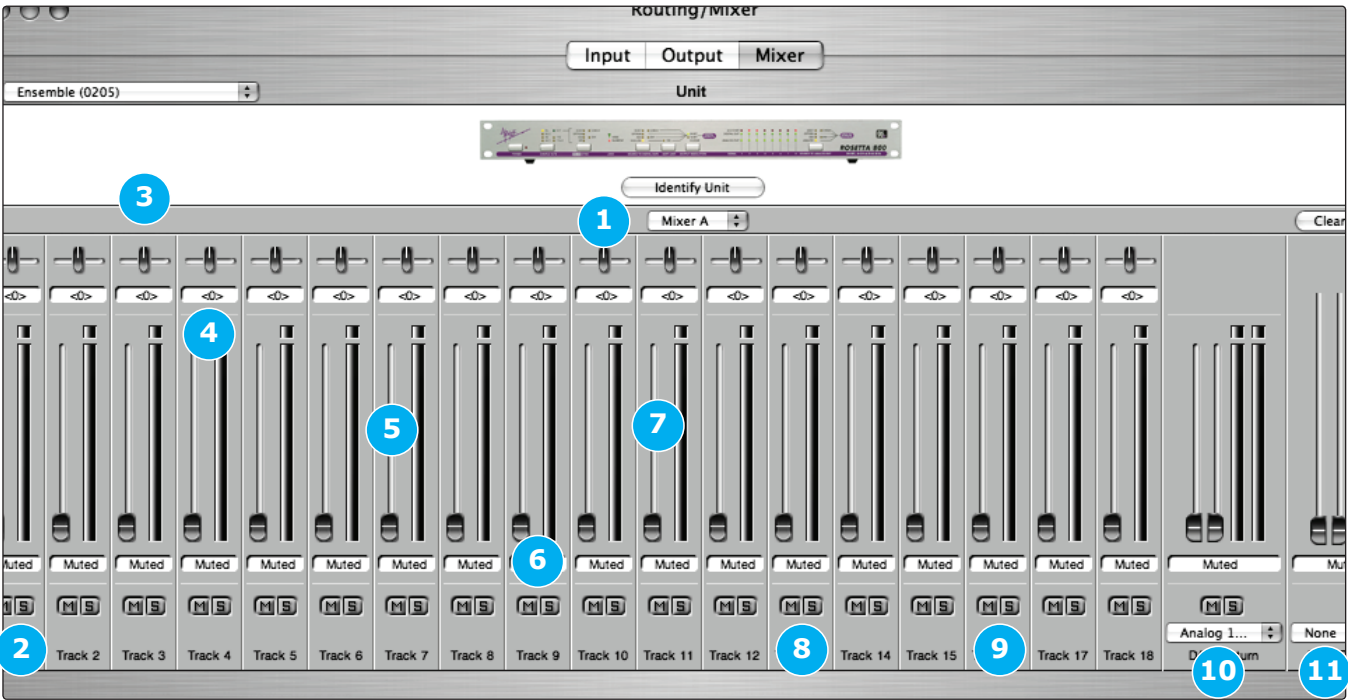 Routing/Mixer
Input Output Mixer
Ensemble (0205) Unit
ROSETTA 800
Identify Unit
3
1 Mixer A Clear
<0> <0> <0> <0> <0> <0> <0> <0> <0> <0> <0> <0> <0> <0> <0> <0> <0> <0>
4
5 7
6
Muted Muted Muted Muted Muted Muted Muted Muted Muted Muted Muted Muted Muted Muted Muted Muted Muted Mu
M S M S M S M S M S M S M S M S M S M S M S M S M S M S M S M S M S M S M S
Analog 1... None
2 Track 2 Track 3 Track 4 Track 5 Track 6 Track 7 Track 8 Track 9 Track 10 Track 11 Track 12 8 Track 14 Track 15 9 Track 17 Track 18
10 11